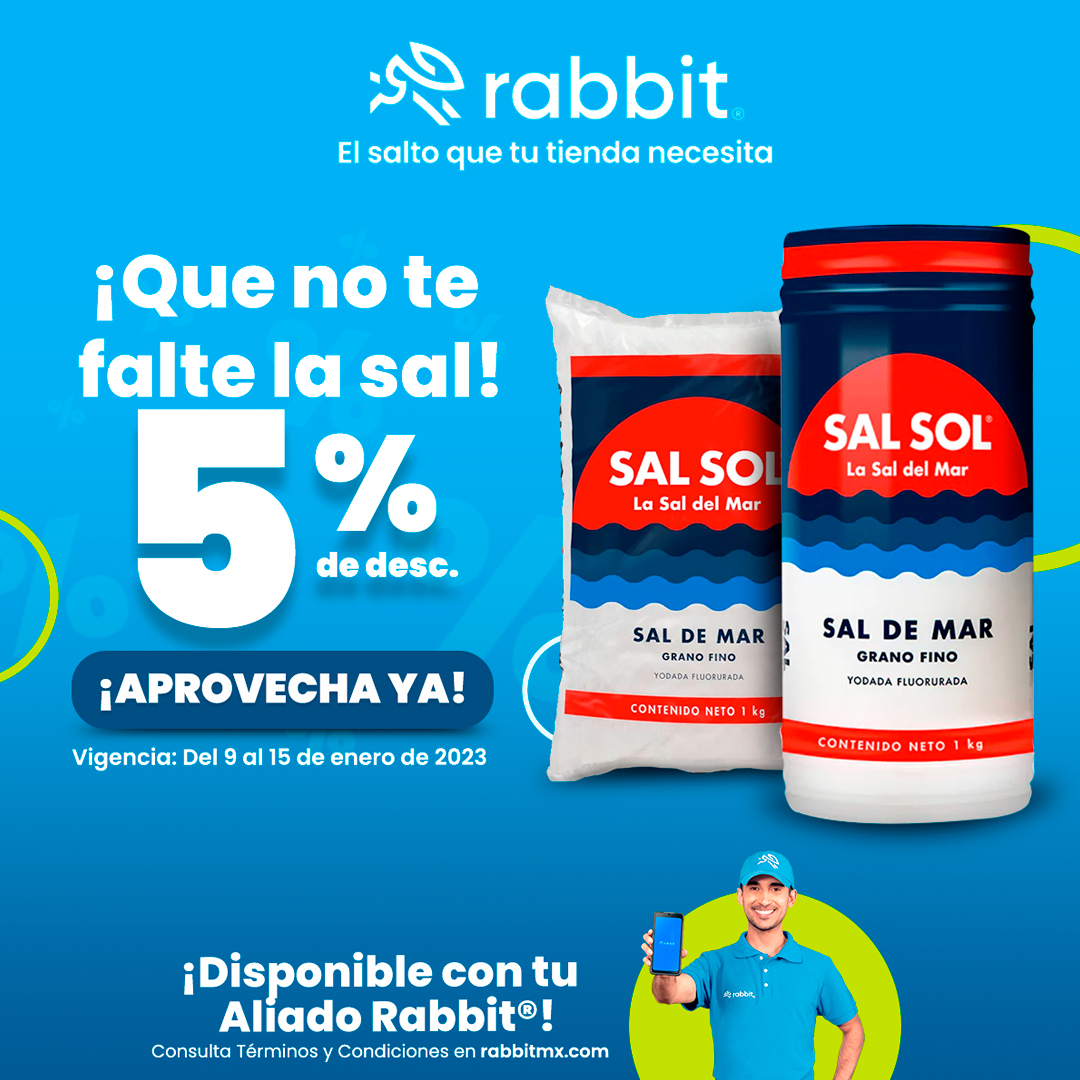 rabbit®
El salto que tu tienda necesita
¡Que no te
falte la sal!
5%
de desc.
¡APROVECHA YA!
Vigencia: Del 9 al 15 de enero de 2023
SAL SOL
La Sal del Mar
SAL DE MAR
GRANO FINO
YODADA FLUORURADA
CONTENIDO NETO 1 kg
SAL SOL®
La Sal del Mar
SAL DE MAR
GRANO FINO
YODADA FLUORURADA
CONTENIDO NETO 1 kg
¡Disponible con tu
Aliado Rabbit®!
Consulta Términos y Condiciones en rabbitmx.com
rabbit